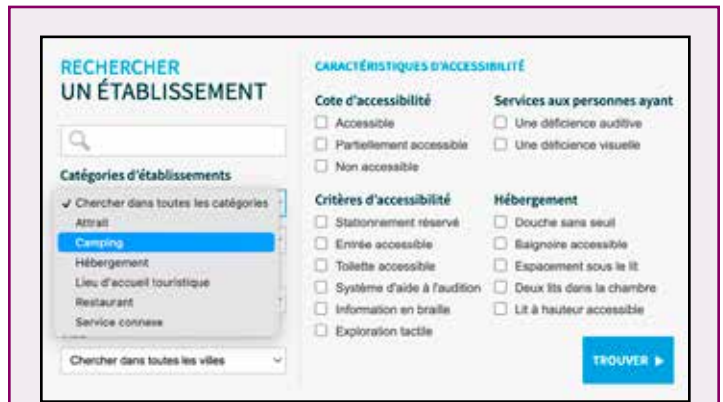 RECHERCHER
UN ÉTABLISSEMENT
Catégories d'établissements
✓ Chercher dans toutes les catégories
Attrait
Camping
Hébergement
Lieu d'accueil touristique
Restaurant
Service connexe
Chercher dans toutes les villes
CARACTÉRISTIQUES D'ACCESSIBILITÉ
Cote d'accessibilité
Accessible
Partiellement accessible
Non accessible
Services aux personnes ayant
Une déficience auditive
Une déficience visuelle
Critères d'accessibilité
Stationnement réservé
Entrée accessible
Toilette accessible
Système d'aide à l'audition
Information en braille
Exploration tactile
Hébergement
Douche sans seuil
Baignoire accessible
Espacement sous le lit
Deux lits dans la chambre
Lit à hauteur accessible
TROUVER ▶